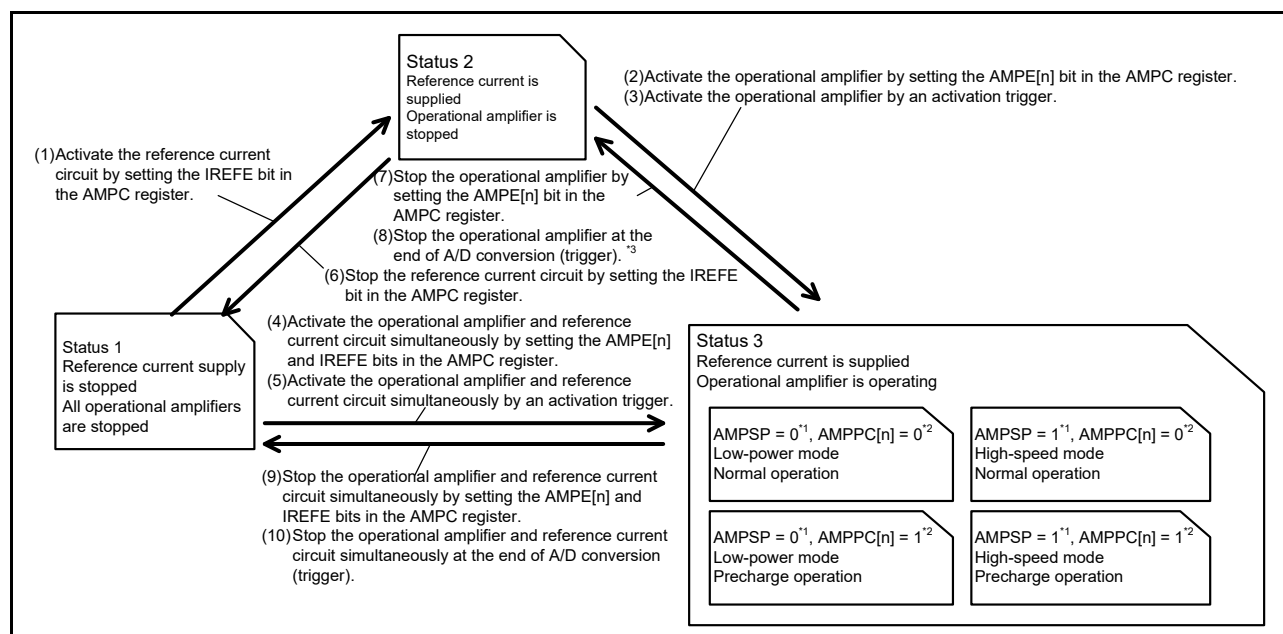 Status 2
Reference current is
supplied
Operational amplifier is
stopped
(2)Activate the operational amplifier by setting the AMPE[n] bit in the AMPC register.
(3)Activate the operational amplifier by an activation trigger.
(1)Activate the reference current
circuit by setting the IREFE bit in
the AMPC register.
(7)Stop the operational amplifier by
setting the AMPE[n] bit in the
AMPC register.
(8)Stop the operational amplifier at the
end of A/D conversion (trigger). *3
(6)Stop the reference current circuit by setting the IREFE
bit in the AMPC register.
Status 1
Reference current supply
is stopped
All operational amplifiers
are stopped
(4)Activate the operational amplifier and reference
current circuit simultaneously by setting the AMPE[n]
and IREFE bits in the AMPC register.
(5)Activate the operational amplifier and reference
current circuit simultaneously by an activation trigger.
(9)Stop the operational amplifier and reference current
circuit simultaneously by setting the AMPE[n] and
IREFE bits in the AMPC register.
(10)Stop the operational amplifier and reference current
circuit simultaneously at the end of A/D conversion
(trigger).
Status 3
Reference current is supplied
Operational amplifier is operating
AMPSP = 0*1, AMPPC[n] = 0*2
Low-power mode
Normal operation
AMPSP = 1*1, AMPPC[n] = 0*2
High-speed mode
Normal operation
AMPSP = 0*1, AMPPC[n] = 1*2
Low-power mode
Precharge operation
AMPSP = 1*1, AMPPC[n] = 1*2
High-speed mode
Precharge operation